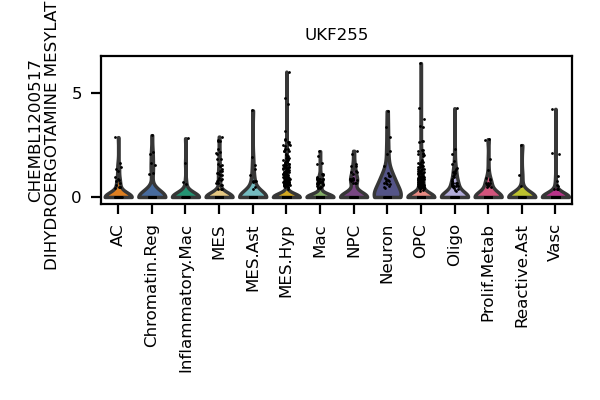 UKF255
CHEMBL1200517
DIHYDROERGOTAMINE MESYLAT
5
0
AC
Chromatin.Reg
Inflammatory.Mac
MES
MES.Ast
MES.Hyp
Mac
NPC
Neuron
OPC
Oligo
Prolif.Metab
Reactive.Ast
Vasc